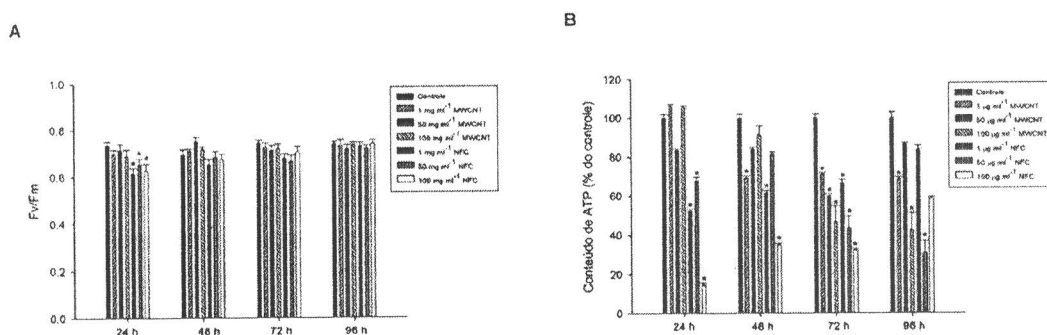 A
Fv/Fm
1.0
0.8
0.6
0.4
0.2
0.0
24 h
48 h
72 h
96 h
Controle
1 mg ml⁻¹ MWCNT
50 mg ml⁻¹ MWCNT
100 mg ml⁻¹ MWCNT
1 mg ml⁻¹ NFC
50 mg ml⁻¹ NFC
100 mg ml⁻¹ NFC
B
Conteúdo de ATP (% do controle)
120
100
80
60
40
20
0
24 h
48 h
72 h
96 h
Controle
1 µg ml⁻¹ MWCNT
50 µg ml⁻¹ MWCNT
100 µg ml⁻¹ MWCNT
1 µg ml⁻¹ NFC
50 µg ml⁻¹ NFC
100 µg ml⁻¹ NFC